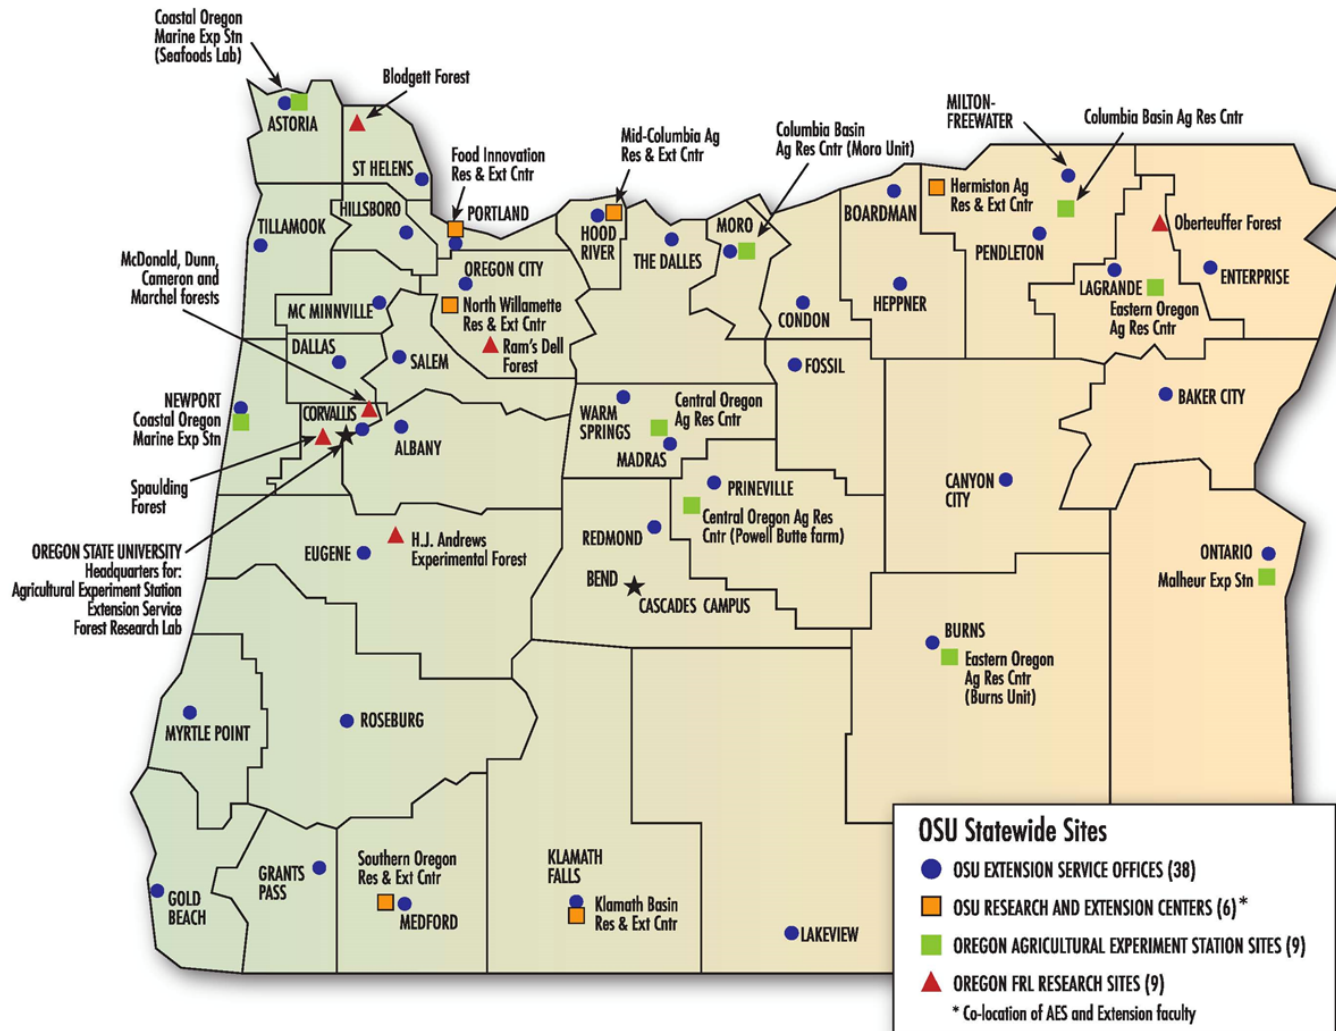 Coastal Oregon
Marine Exp Stn
(Seafoods Lab)
Blodgett Forest
ASTORIA
ST HELENS
Food Innovation
Res & Ext Cntr
PORTLAND
Mid-Columbia Ag
Res & Ext Cntr
Columbia Basin
Ag Res Cntr (Moro Unit)
MILTON-
FREEWATER
Columbia Basin Ag Res Cntr
TILLAMOOK
HILLSBORO
HOOD
RIVER
THE DALLES
MORO
BOARDMAN
Hermiston Ag
Res & Ext Cntr
PENDLETON
Oberteuffer Forest
McDonald, Dunn,
Cameron and
Marchel forests
OREGON CITY
MC MINNVILLE
North Willamette
Res & Ext Cntr
Ram's Dell
Forest
CONDON
HEPPNER
LAGRANDE
Eastern Oregon
Ag Res Cntr
ENTERPRISE
DALLAS
SALEM
FOSSIL
BAKER CITY
NEWPORT
Coastal Oregon
Marine Exp Stn
CORVALLIS
ALBANY
WARM
SPRINGS
Central Oregon
Ag Res Cntr
MADRAS
Spaulding
Forest
PRINEVILLE
Central Oregon Ag Res
Cntr (Powell Butte farm)
CANYON
CITY
OREGON STATE UNIVERSITY
Headquarters for:
Agricultural Experiment Station
Extension Service
Forest Research Lab
EUGENE
H.J. Andrews
Experimental Forest
REDMOND
BEND
CASCADES CAMPUS
ONTARIO
Malheur Exp Stn
BURNS
Eastern Oregon
Ag Res Cntr
(Burns Unit)
MYRTLE POINT
ROSEBURG
GOLD
BEACH
GRANTS
PASS
Southern Oregon
Res & Ext Cntr
MEDFORD
KLAMATH
FALLS
Klamath Basin
Res & Ext Cntr
LAKEVIEW
OSU Statewide Sites
OSU EXTENSION SERVICE OFFICES (38)
OSU RESEARCH AND EXTENSION CENTERS (6)*
OREGON AGRICULTURAL EXPERIMENT STATION SITES (9)
OREGON FRL RESEARCH SITES (9)
* Co-location of AES and Extension faculty